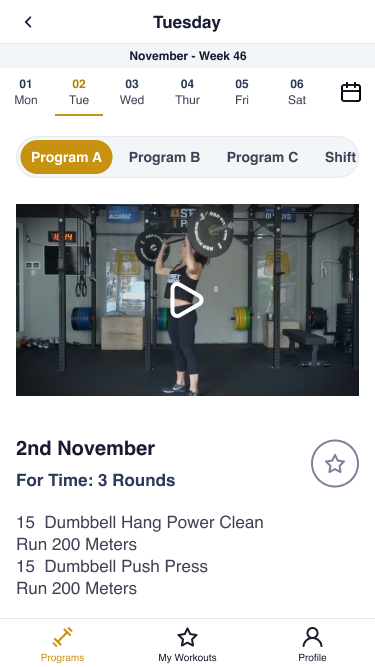 Tuesday
November - Week 46
01 02 03 04 05 06
Mon Tue Wed Thur Fri Sat
Program A Program B Program C Shift
ALCARAZ
2nd November
For Time: 3 Rounds
15 Dumbbell Hang Power Clean
Run 200 Meters
15 Dumbbell Push Press
Run 200 Meters
Programs My Workouts Profile